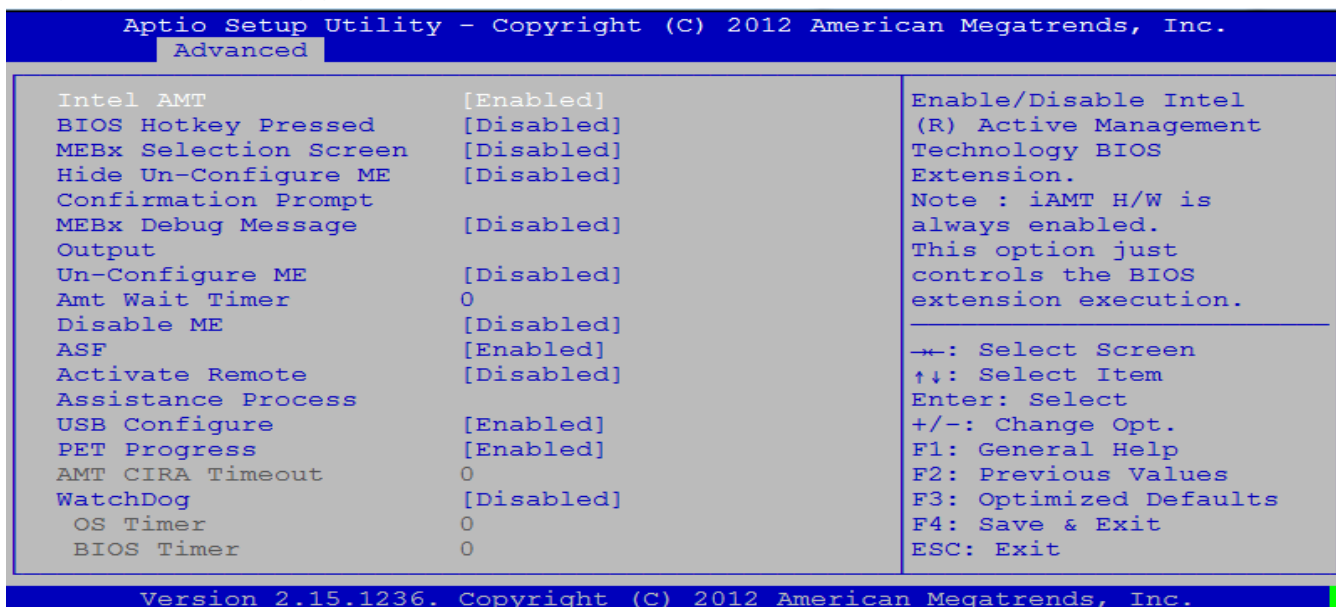 Aptio Setup Utility – Copyright (C) 2012 American Megatrends, Inc.
Advanced
Intel AMT [Enabled]
BIOS Hotkey Pressed [Disabled]
MEBx Selection Screen [Disabled]
Hide Un-Configure ME [Disabled]
Confirmation Prompt
MEBx Debug Message [Disabled]
Output
Un-Configure ME [Disabled]
Amt Wait Timer 0
Disable ME [Disabled]
ASF [Enabled]
Activate Remote [Disabled]
Assistance Process
USB Configure [Enabled]
PET Progress [Enabled]
AMT CIRA Timeout 0
WatchDog [Disabled]
OS Timer 0
BIOS Timer 0
Enable/Disable Intel
(R) Active Management
Technology BIOS
Extension.
Note : iAMT H/W is
always enabled.
This option just
controls the BIOS
extension execution.
→←: Select Screen
↑↓: Select Item
Enter: Select
+/-: Change Opt.
F1: General Help
F2: Previous Values
F3: Optimized Defaults
F4: Save & Exit
ESC: Exit
Version 2.15.1236. Copyright (C) 2012 American Megatrends, Inc.